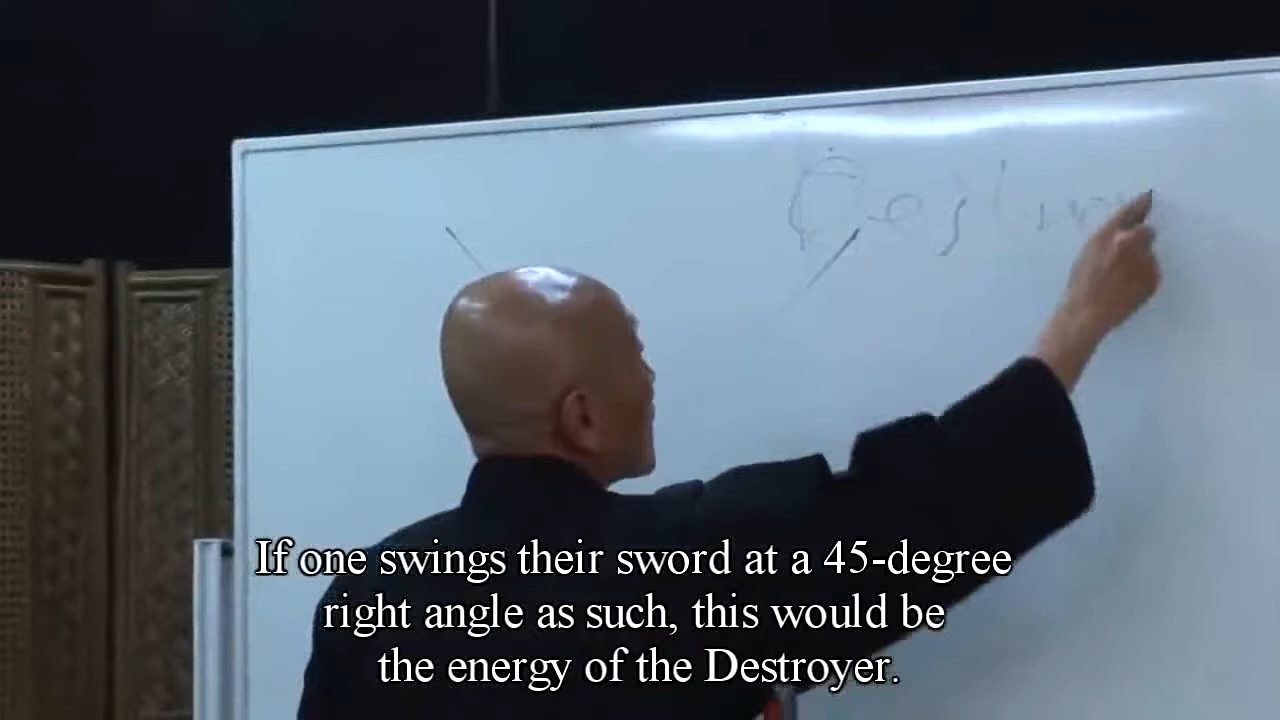 If one swings their sword at a 45-degree
right angle as such, this would be
the energy of the Destroyer.